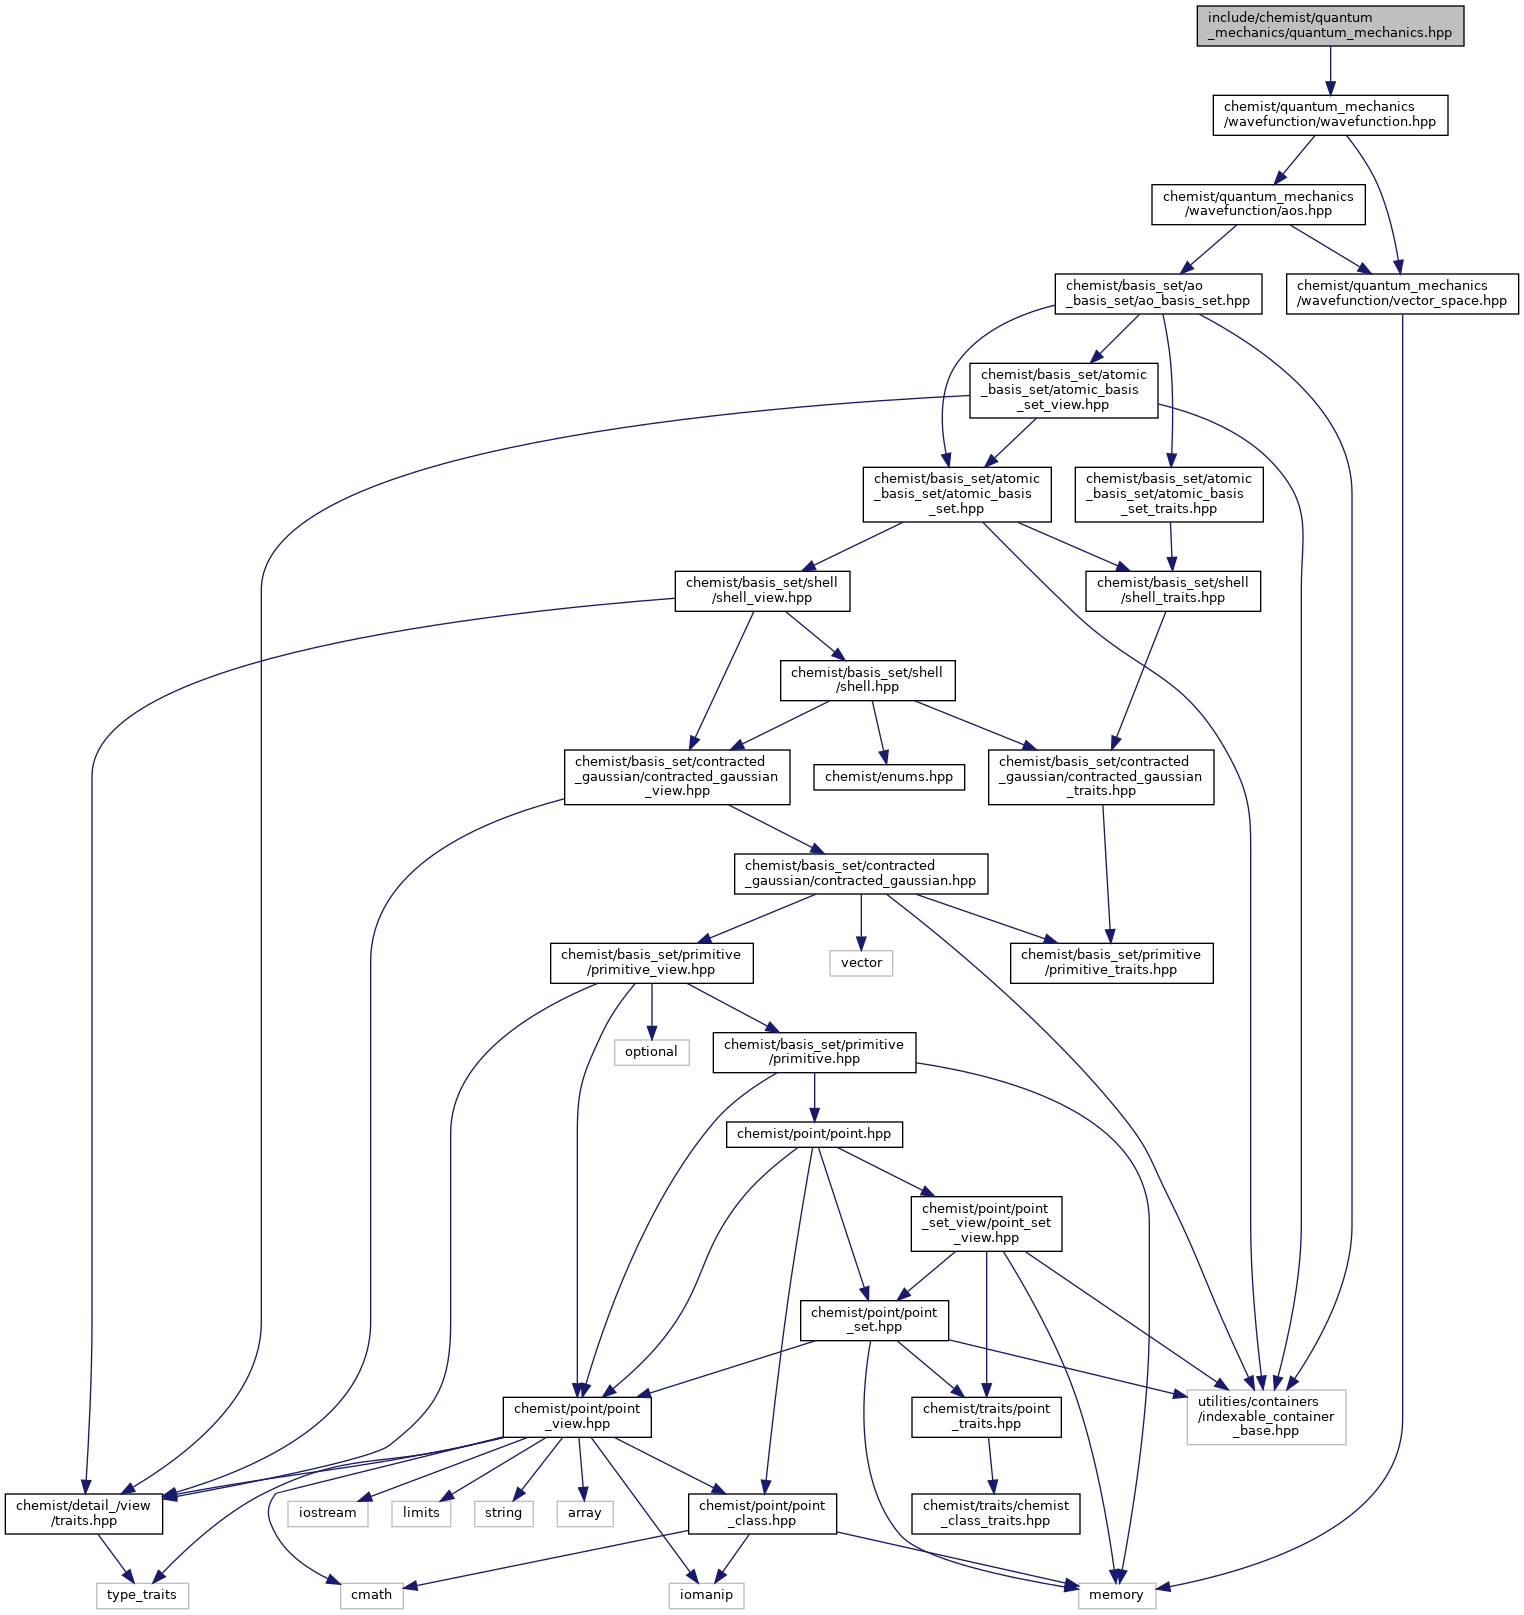 include/chemist/quantum
_mechanics/quantum_mechanics.hpp
chemist/quantum_mechanics
/wavefunction/wavefunction.hpp
chemist/quantum_mechanics
/wavefunction/aos.hpp
chemist/basis_set/ao
_basis_set/ao_basis_set.hpp
chemist/quantum_mechanics
/wavefunction/vector_space.hpp
chemist/basis_set/atomic
_basis_set/atomic_basis
_set_view.hpp
chemist/basis_set/atomic
_basis_set/atomic_basis
_set.hpp
chemist/basis_set/atomic
_basis_set/atomic_basis
_set_traits.hpp
chemist/basis_set/shell
/shell_view.hpp
chemist/basis_set/shell
/shell_traits.hpp
chemist/basis_set/shell
/shell.hpp
chemist/basis_set/contracted
_gaussian/contracted_gaussian
_view.hpp
chemist/enums.hpp
chemist/basis_set/contracted
_gaussian/contracted_gaussian
_traits.hpp
chemist/basis_set/contracted
_gaussian/contracted_gaussian.hpp
chemist/basis_set/primitive
/primitive_view.hpp
vector
chemist/basis_set/primitive
/primitive_traits.hpp
optional
chemist/basis_set/primitive
/primitive.hpp
chemist/point/point.hpp
chemist/point/point
_set_view/point_set
_view.hpp
chemist/point/point
_set.hpp
chemist/point/point
_view.hpp
chemist/traits/point
_traits.hpp
utilities/containers
/indexable_container
_base.hpp
chemist/detail_/view
/traits.hpp
iostream
limits
string
array
chemist/point/point
_class.hpp
chemist/traits/chemist
_class_traits.hpp
type_traits
cmath
iomanip
memory